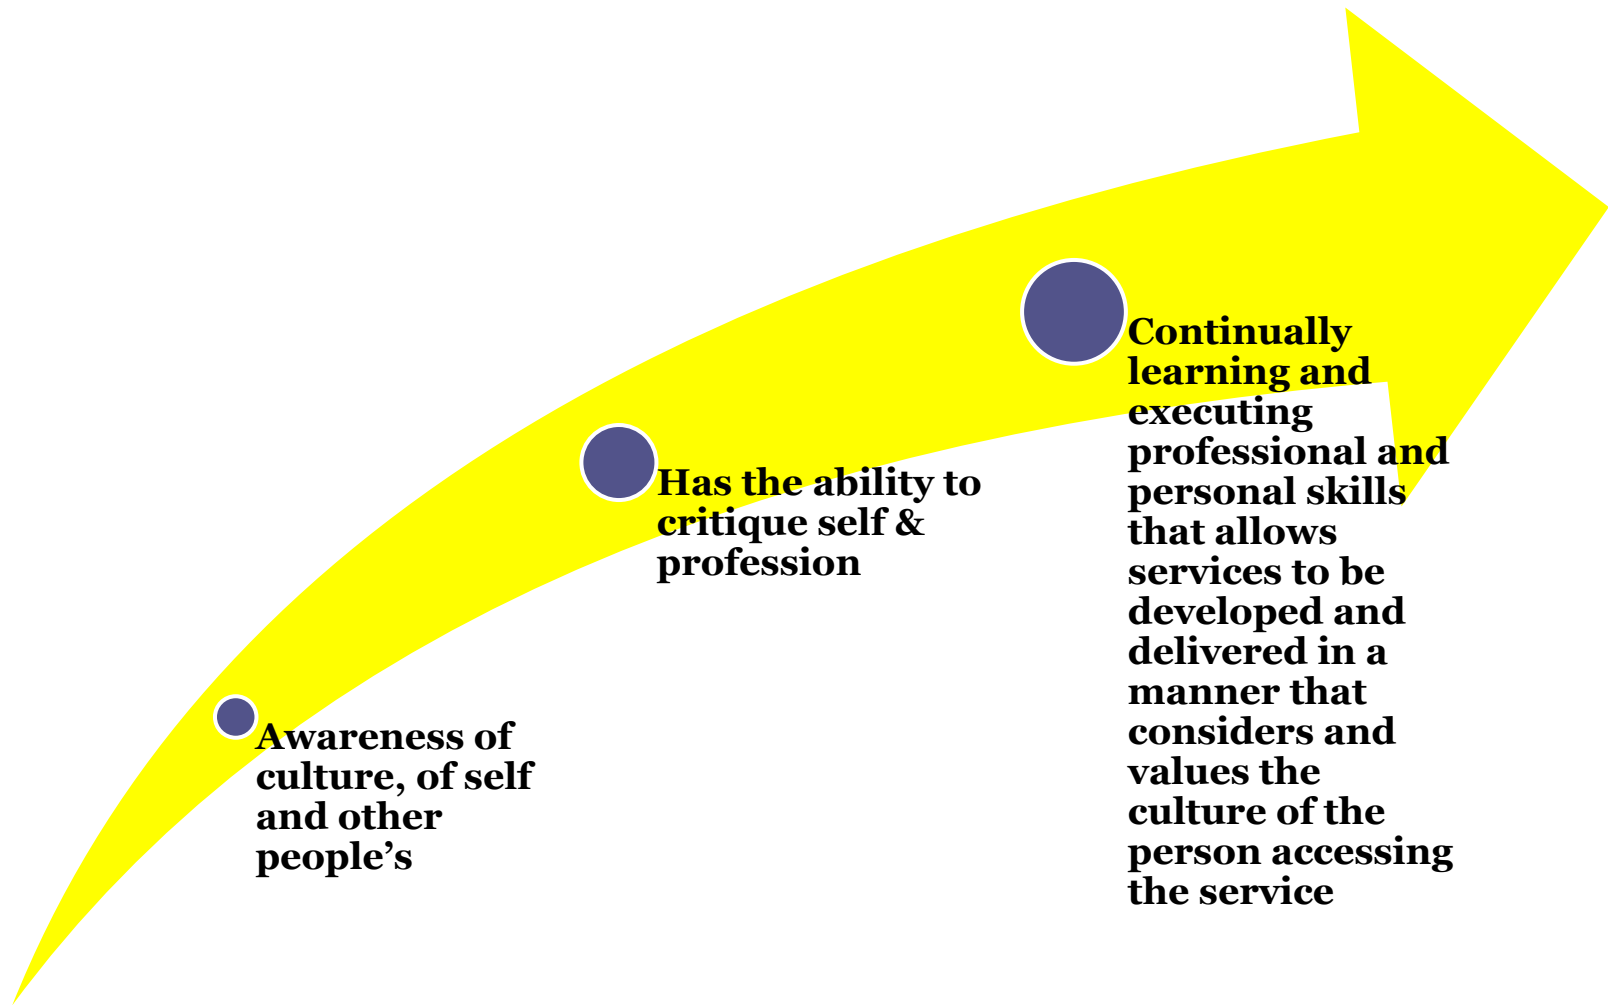 Awareness of
culture, of self
and other
people’s
Has the ability to
critique self &
profession
Continually
learning and
executing
professional and
personal skills
that allows
services to be
developed and
delivered in a
manner that
considers and
values the
culture of the
person accessing
the service